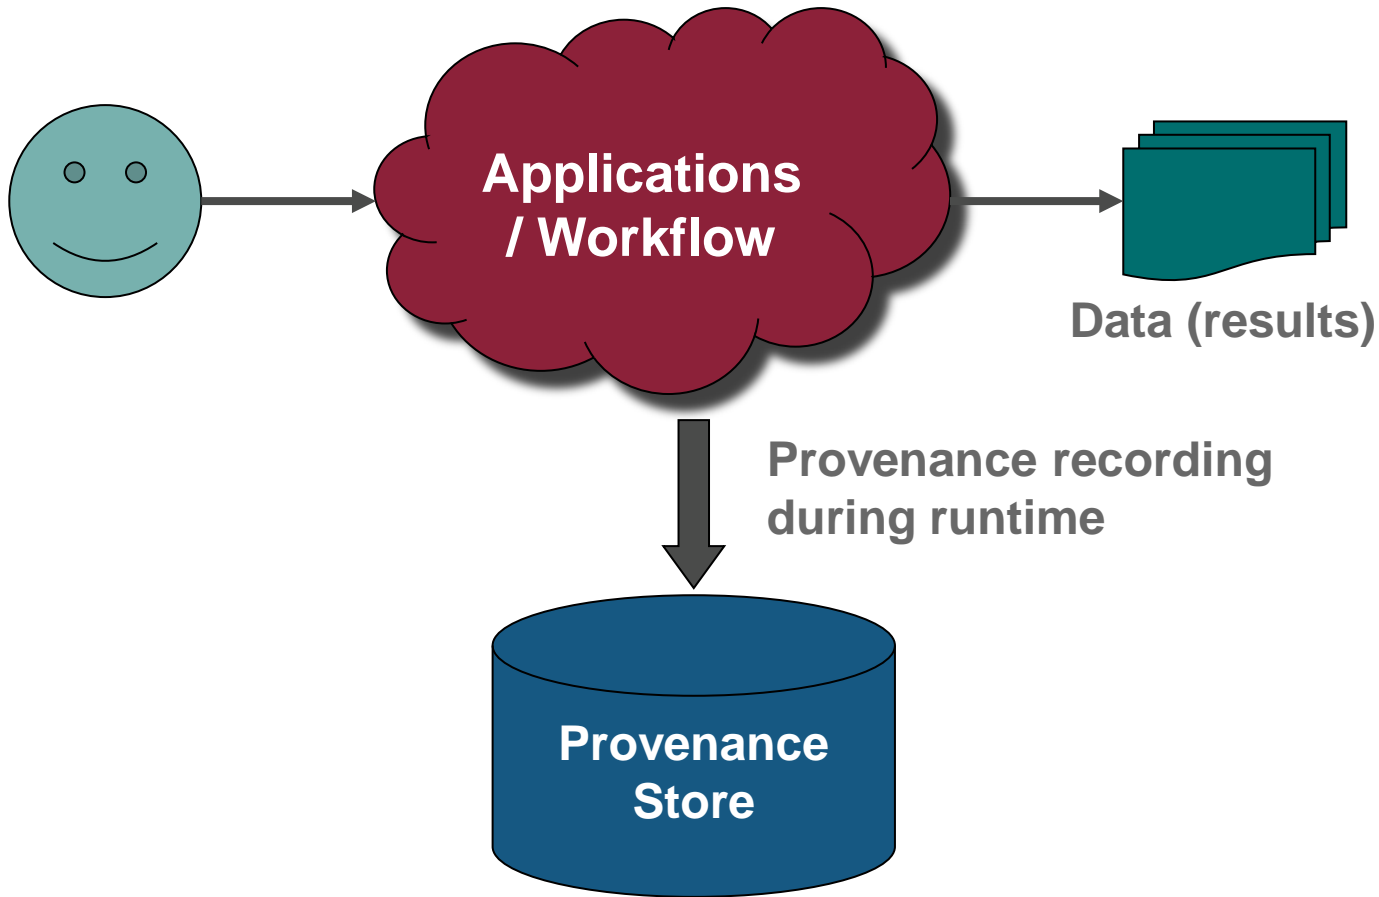 Applications
/ Workflow
Data (results)
Provenance recording
during runtime
Provenance
Store